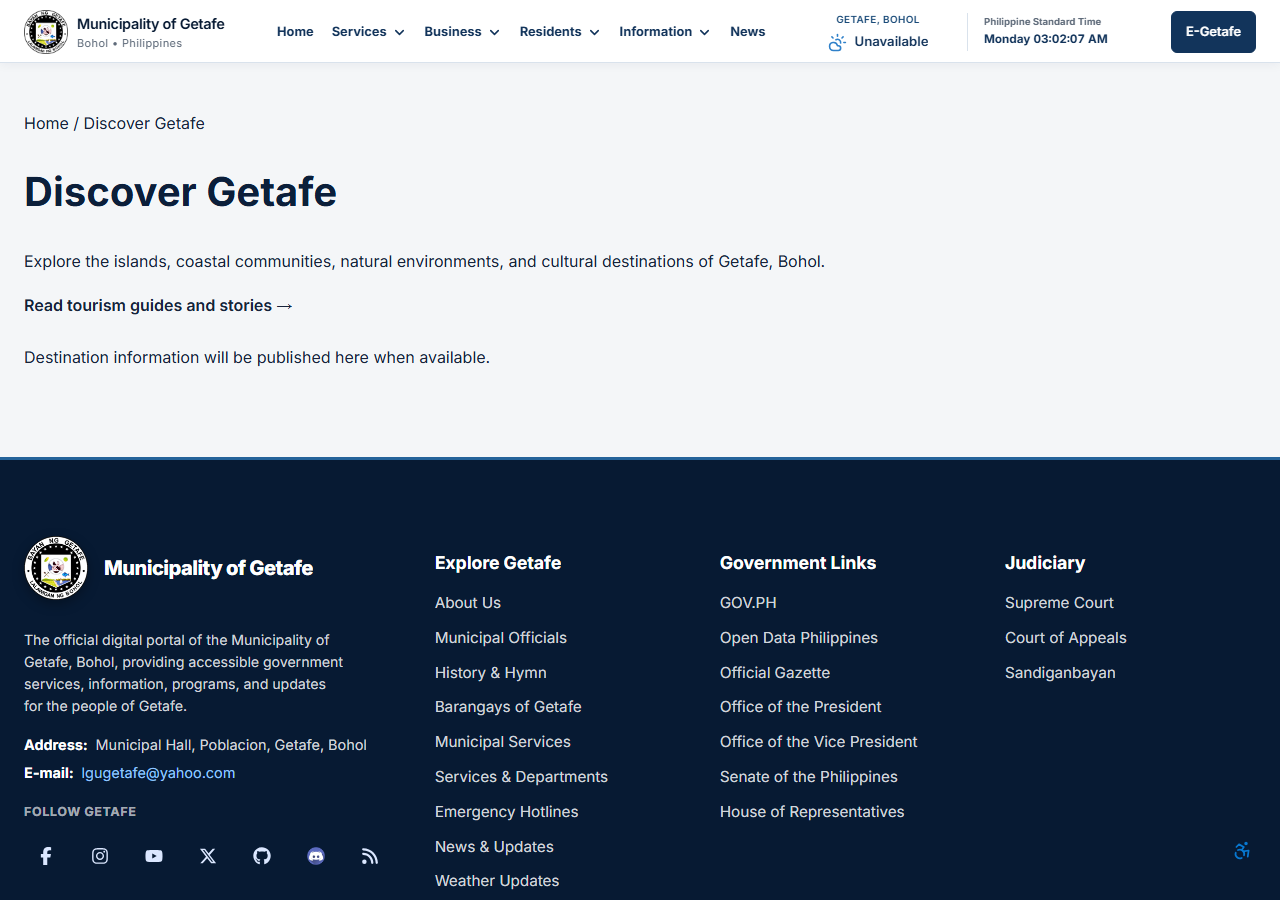 Municipality of Getafe
Bohol • Philippines
Home
Services
Business
Residents
Information
News
GETAFE, BOHOL
Unavailable
Philippine Standard Time
Monday 03:02:07 AM
E-Getafe
Home / Discover Getafe
Discover Getafe
Explore the islands, coastal communities, natural environments, and cultural destinations of Getafe, Bohol.
Read tourism guides and stories →
Destination information will be published here when available.
BAYAN NG GETAFE
LALAWIGAN NG BOHOL
Municipality of Getafe
The official digital portal of the Municipality of
Getafe, Bohol, providing accessible government
services, information, programs, and updates
for the people of Getafe.
Address: Municipal Hall, Poblacion, Getafe, Bohol
E-mail: lgugetafe@yahoo.com
FOLLOW GETAFE
Explore Getafe
About Us
Municipal Officials
History & Hymn
Barangays of Getafe
Municipal Services
Services & Departments
Emergency Hotlines
News & Updates
Weather Updates
Government Links
GOV.PH
Open Data Philippines
Official Gazette
Office of the President
Office of the Vice President
Senate of the Philippines
House of Representatives
Judiciary
Supreme Court
Court of Appeals
Sandiganbayan